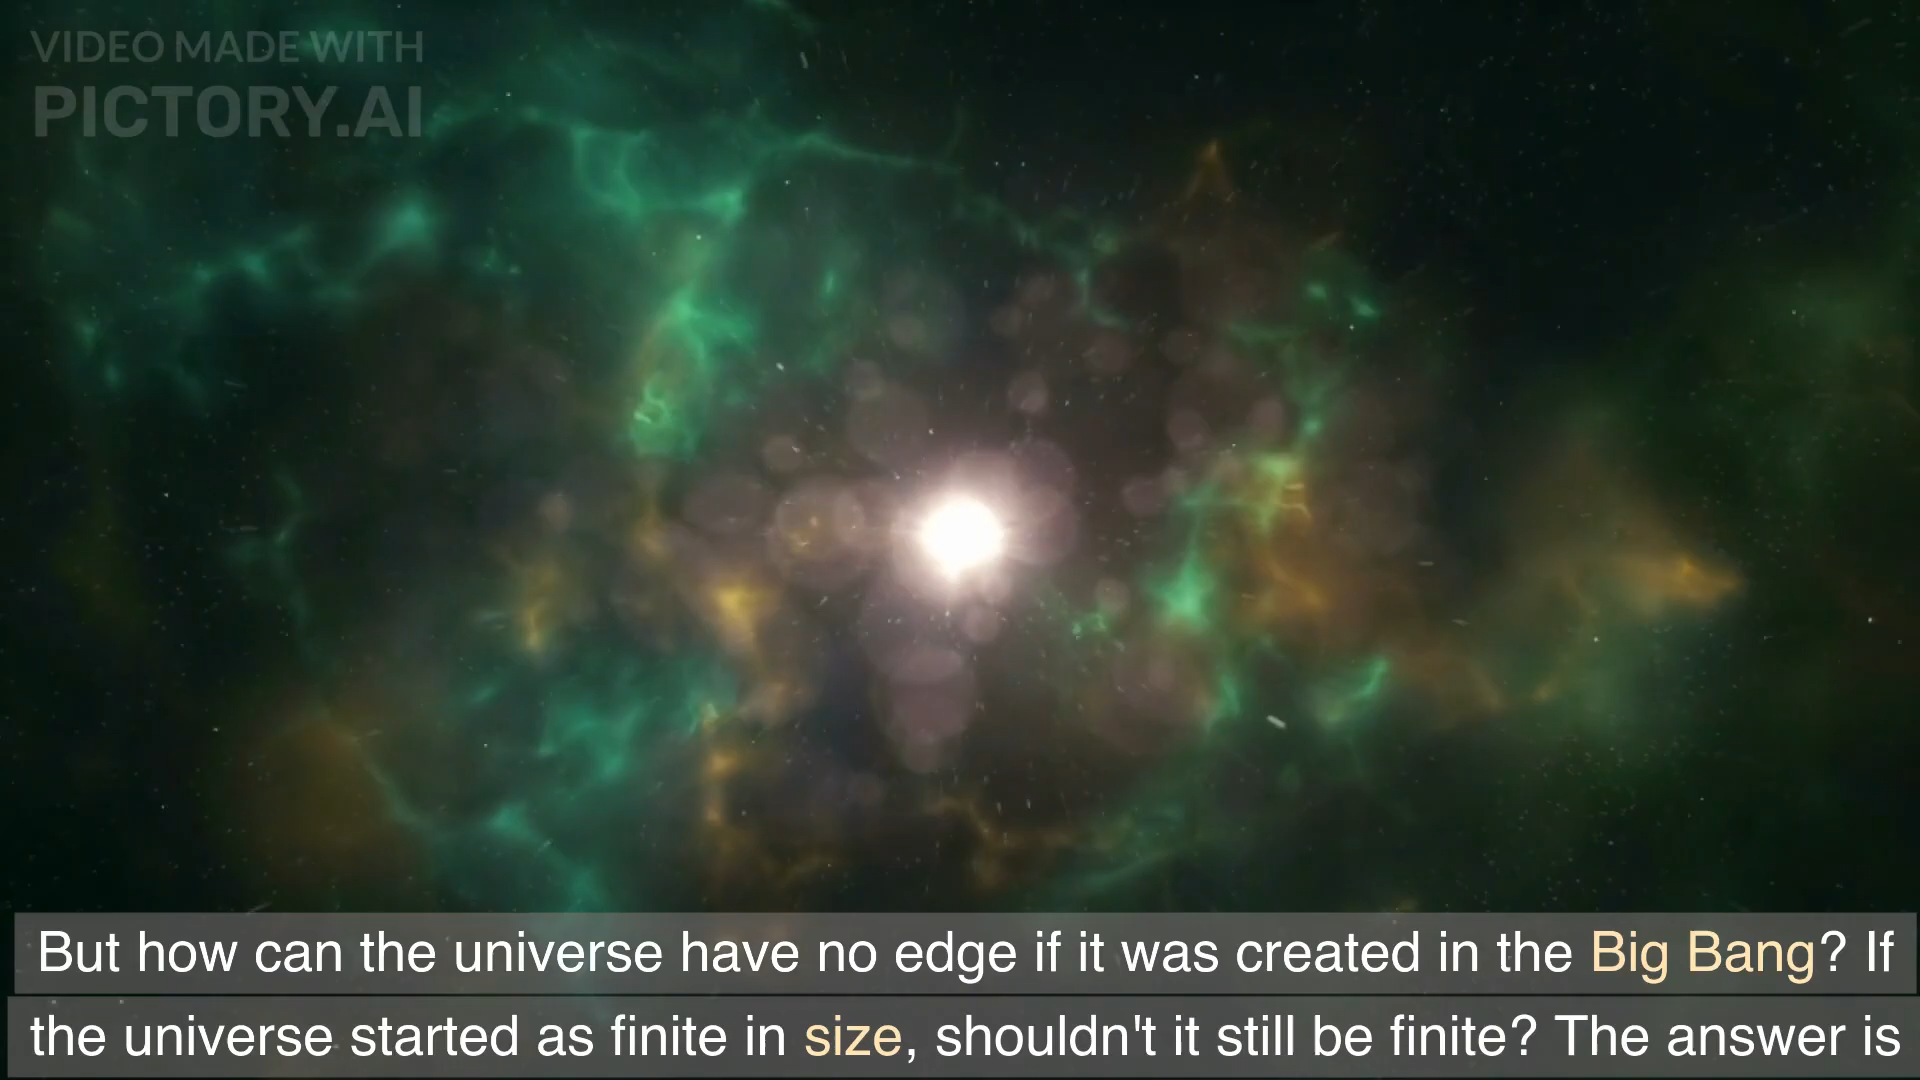 VIDEO MADE WITH
PICTORY.AI
But how can the universe have no edge if it was created in the Big Bang? If
the universe started as finite in size, shouldn't it still be finite? The answer is